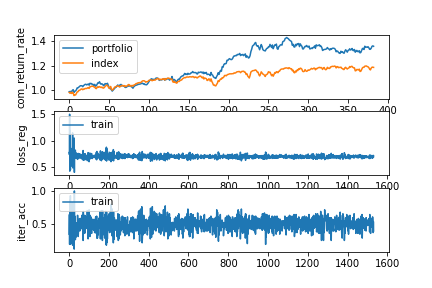 com_return_rate
1.4
1.2
1.0
portfolio
index
0 50 100 150 200 250 300 350 400
loss_reg
1.5
1.0
0.5
train
0 200 400 600 800 1000 1200 1400 1600
iter_acc
1.0
0.5
train
0 200 400 600 800 1000 1200 1400 1600